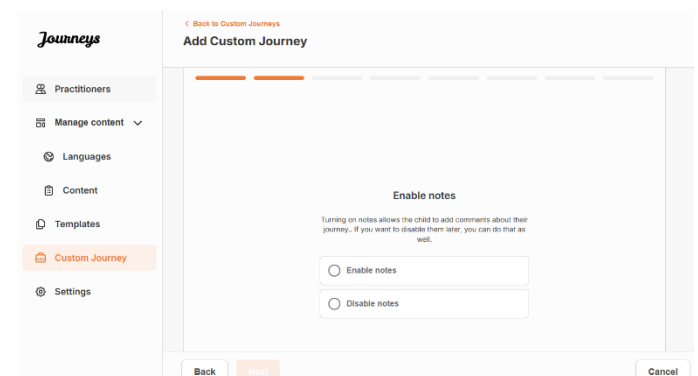 Journeys
Back to Custom Journeys
Add Custom Journey
Practitioners
Manage content
Languages
Content
Templates
Custom Journey
Settings
Enable notes
Turning on notes allows the child to add comments about their
journey.. If you want to disable them later, you can do that as
well.
Enable notes
Disable notes
Back
Next
Cancel